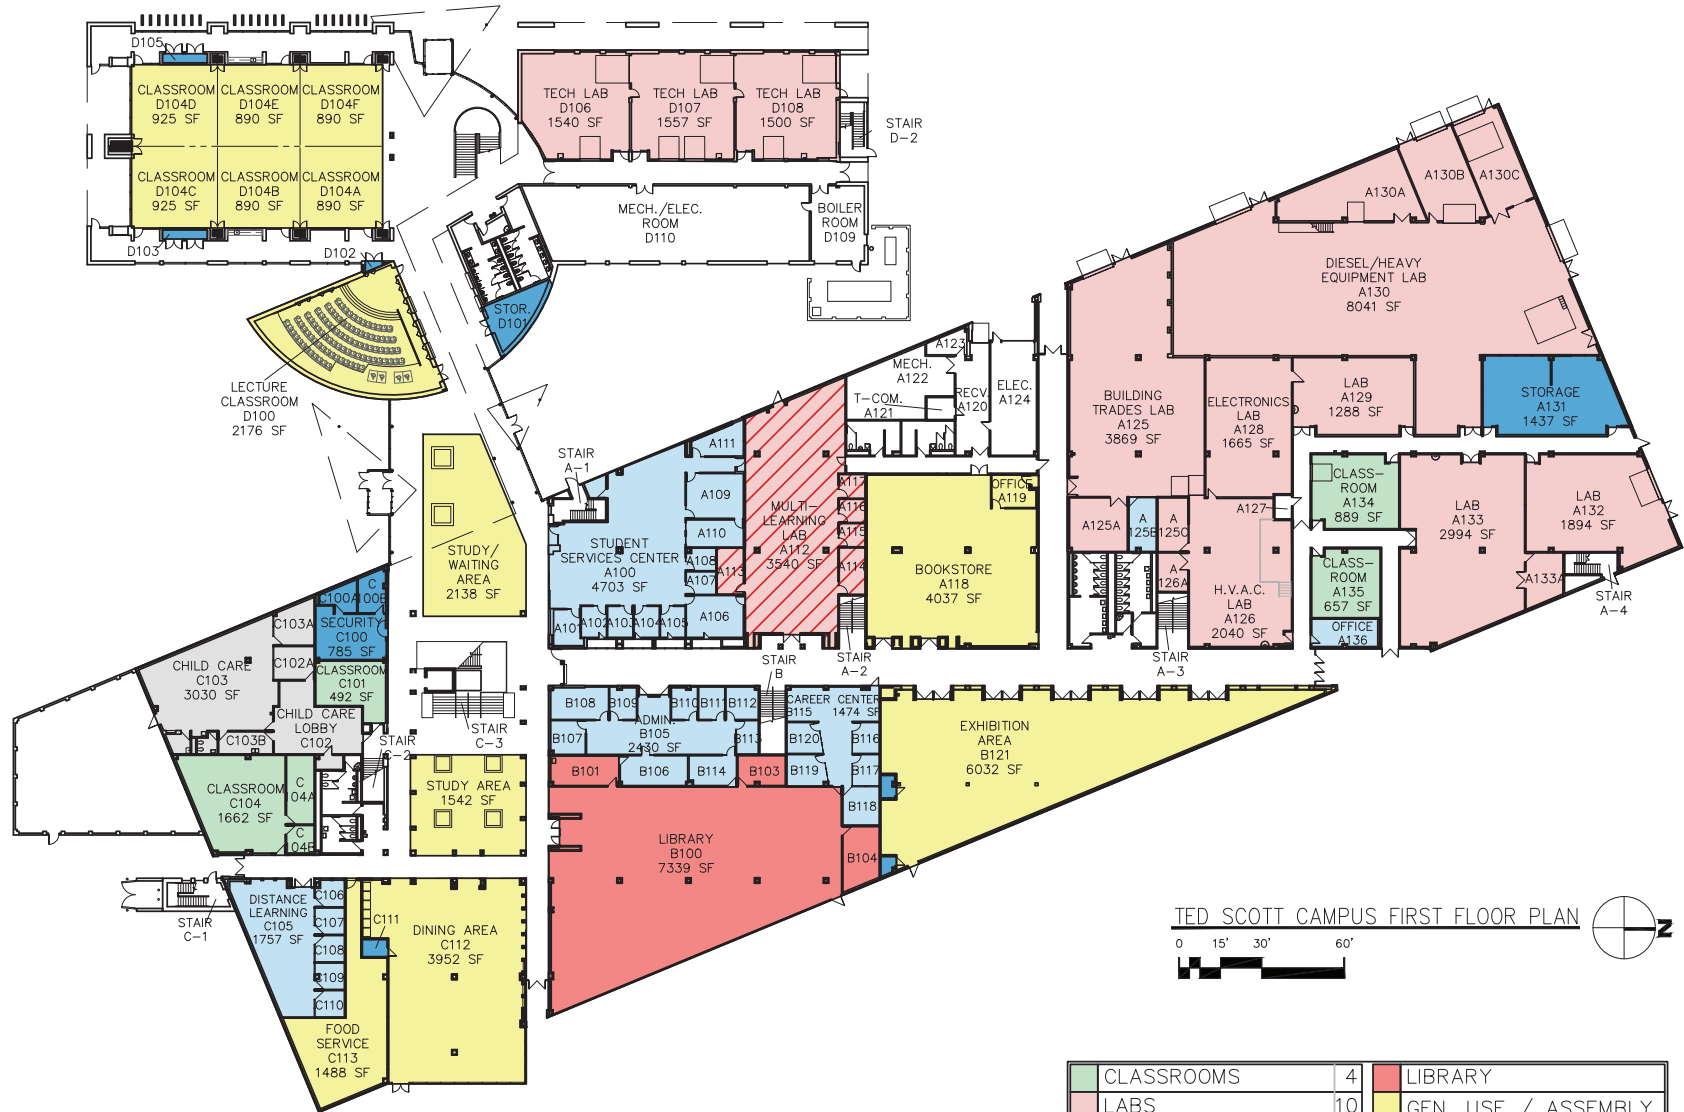 D105
CLASSROOM
D104D
925 SF
CLASSROOM
D104E
890 SF
CLASSROOM
D104F
890 SF
CLASSROOM
D104C
925 SF
CLASSROOM
D104B
890 SF
CLASSROOM
D104A
890 SF
D103
D102
TECH LAB
D106
1540 SF
TECH LAB
D107
1557 SF
TECH LAB
D108
1500 SF
STAIR
D-2
MECH./ELEC.
ROOM
D110
BOILER
ROOM
D109
STOR.
D101
LECTURE
CLASSROOM
D100
2176 SF
A130A
A130B
A130C
DIESEL/HEAVY
EQUIPMENT LAB
A130
8041 SF
BUILDING
TRADES LAB
A125
3869 SF
ELECTRONICS
LAB
A128
1665 SF
LAB
A129
1288 SF
STORAGE
A131
1437 SF
A123
MECH.
A122
T-COM.
A121
RECV.
A120
ELEC.
A124
STUDY/
WAITING
AREA
2138 SF
STAIR
A-1
A111
A109
A110
A108
A107
A106
STUDENT
SERVICES CENTER
A100
4703 SF
A101
A102
A103
A104
A105
MULTI-
LEARNING
LAB
A112
3540 SF
A113
A117
A116
A115
A114
OFFICE
A119
BOOKSTORE
A118
4037 SF
A125A
A
125B
A
125C
A
126A
A127
H.V.A.C.
LAB
A126
2040 SF
CLASS-
ROOM
A134
889 SF
CLASS-
ROOM
A135
657 SF
OFFICE
A136
LAB
A133
2994 SF
LAB
A132
1894 SF
A133A
STAIR
A-4
STAIR
A-2
STAIR
A-3
STAIR
B
C100A
C
100B
SECURITY
C100
785 SF
C103A
C102A
CHILD CARE
C103
3030 SF
CLASSROOM
C101
492 SF
CHILD CARE
LOBBY
C102
C103B
STAIR
C-2
STAIR
C-3
CLASSROOM
C104
1662 SF
C
104A
C
104B
STUDY AREA
1542 SF
B108
B109
B110
B111
B112
ADMIN.
B105
2430 SF
B107
B113
B101
B106
B114
B103
CAREER CENTER
B115 1474 SF
B120
B116
B119
B117
B118
B104
LIBRARY
B100
7339 SF
EXHIBITION
AREA
B121
6032 SF
STAIR
C-1
DISTANCE
LEARNING
C105
1757 SF
C106
C107
C108
C109
C110
C111
DINING AREA
C112
3952 SF
FOOD
SERVICE
C113
1488 SF
TED SCOTT CAMPUS FIRST FLOOR PLAN
N
0 15' 30' 60'
CLASSROOMS 4 LIBRARY
LABS 10 GEN. USE / ASSEMBLY